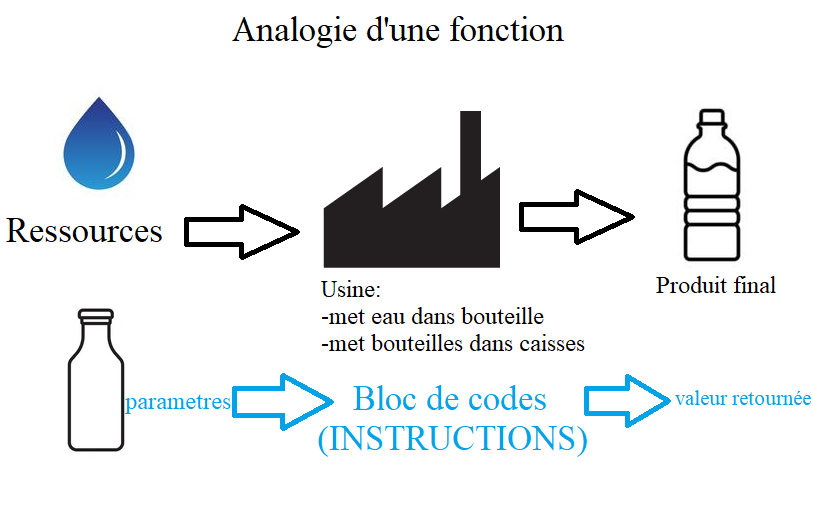 Analogie d'une fonction
Ressources
Usine:
-met eau dans bouteille
-met bouteilles dans caisses
Produit final
parametres
Bloc de codes
(INSTRUCTIONS)
valeur retournée